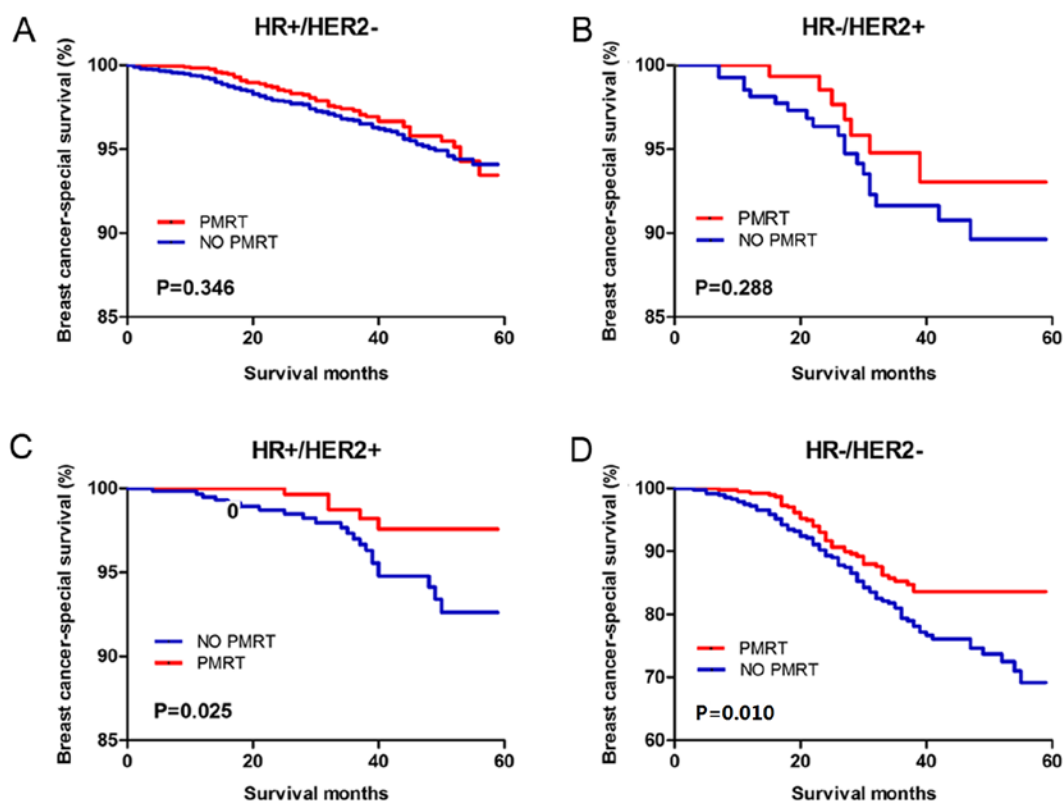 A
HR+/HER2-
Breast cancer-special survival (%)
100
95
90
85
PMRT
NO PMRT
P=0.346
0 20 40 60
Survival months
B
HR-/HER2+
Breast cancer-special survival (%)
100
95
90
85
PMRT
NO PMRT
P=0.288
0 20 40 60
Survival months
C
HR+/HER2+
Breast cancer-special survival (%)
100
95
90
85
0
NO PMRT
PMRT
P=0.025
0 20 40 60
Survival months
D
HR-/HER2-
Breast cancer-special survival (%)
100
90
80
70
60
PMRT
NO PMRT
P=0.010
0 20 40 60
Survival months